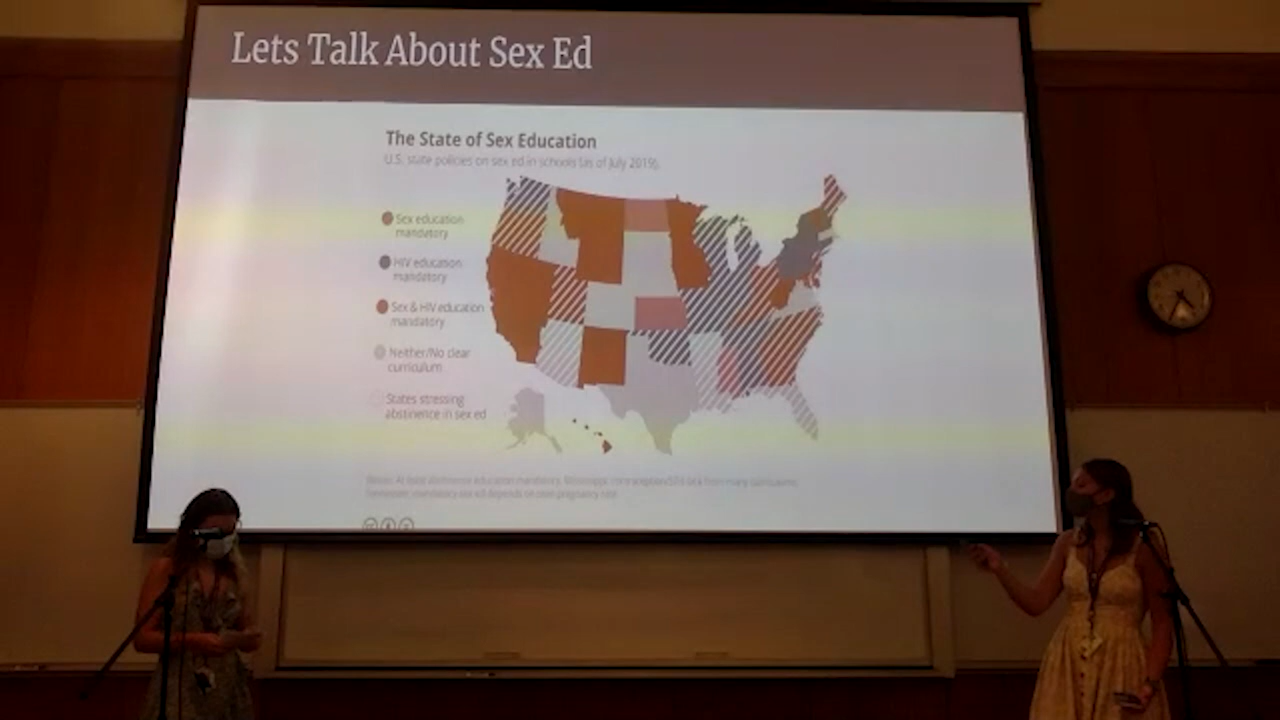 Lets Talk About Sex Ed
The State of Sex Education
U.S. state policies on sex ed in schools (as of July 2019).
Sex education
mandatory
HIV education
mandatory
Sex & HIV education
mandatory
Neither/No clear
curriculum
States stressing
abstinence in sex ed